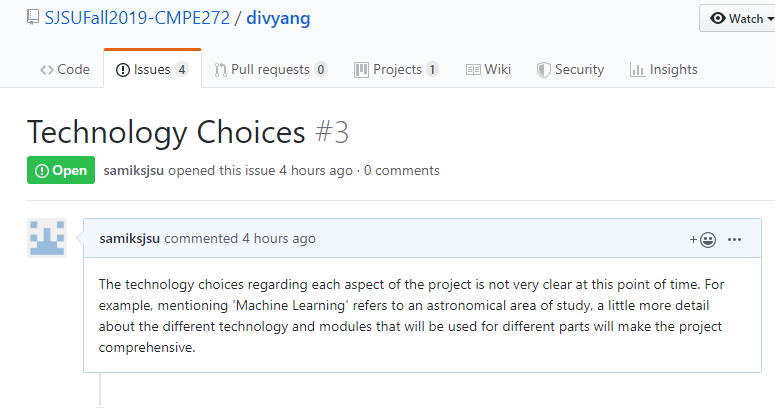 SJSUFall2019-CMPE272 / divyang
Watch
Code Issues 4 Pull requests 0 Projects 1 Wiki Security Insights
Technology Choices #3
Open samiksjsu opened this issue 4 hours ago · 0 comments
samiksjsu commented 4 hours ago
The technology choices regarding each aspect of the project is not very clear at this point of time. For
example, mentioning 'Machine Learning' refers to an astronomical area of study, a little more detail
about the different technology and modules that will be used for different parts will make the project
comprehensive.